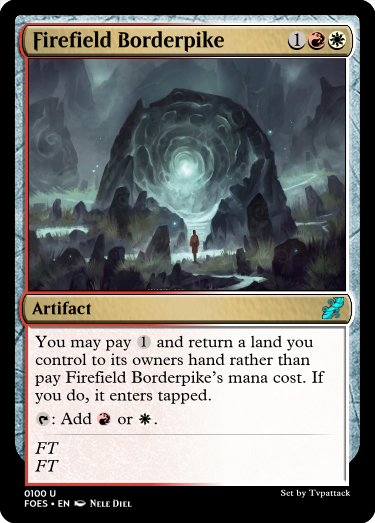 Firefield Borderpike 1
Artifact
You may pay 1 and return a land you
control to its owners hand rather than
pay Firefield Borderpike's mana cost. If
you do, it enters tapped.
: Add or .
FT
FT
0100 U
FOES • EN Nele Diel
Set by Tvpattack